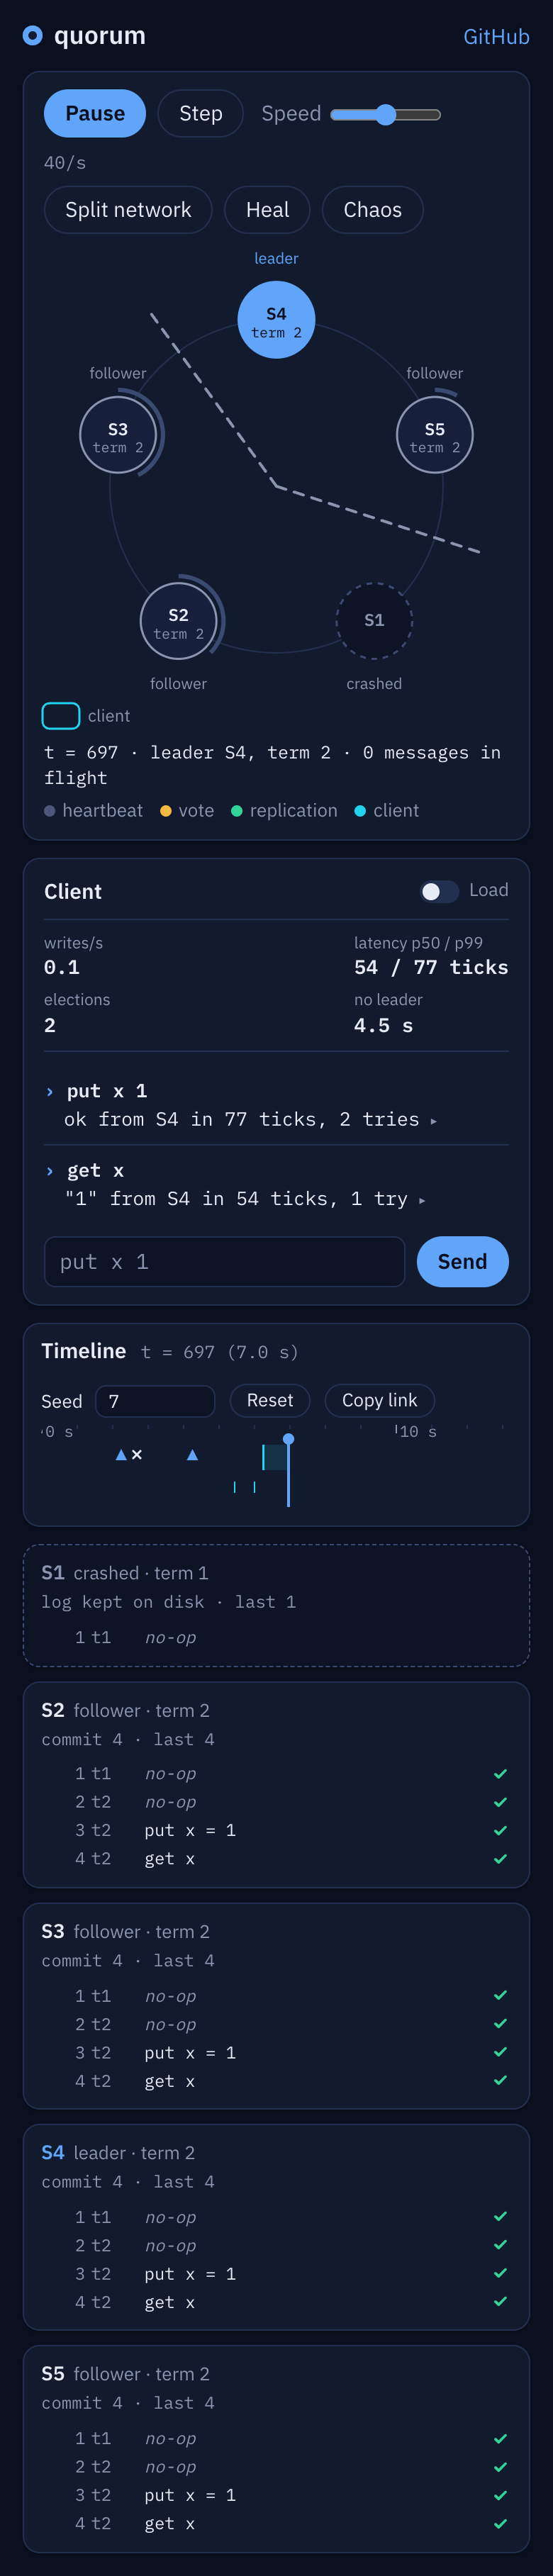 quorum
GitHub
Pause
Step
Speed
40/s
Split network
Heal
Chaos
leader
S4
term 2
follower
follower
S3
term 2
S5
term 2
S2
term 2
S1
follower
crashed
client
t = 697 · leader S4, term 2 · 0 messages in
flight
heartbeat
vote
replication
client
Client
Load
writes/s
latency p50 / p99
0.1
54 / 77 ticks
elections
no leader
2
4.5 s
› put x 1
ok from S4 in 77 ticks, 2 tries ▸
› get x
"1" from S4 in 54 ticks, 1 try ▸
put x 1
Send
Timeline t = 697 (7.0 s)
Seed
7
Reset
Copy link
0 s
10 s
S1 crashed · term 1
log kept on disk · last 1
1 t1 no-op
S2 follower · term 2
commit 4 · last 4
1 t1 no-op
2 t2 no-op
3 t2 put x = 1
4 t2 get x
S3 follower · term 2
commit 4 · last 4
1 t1 no-op
2 t2 no-op
3 t2 put x = 1
4 t2 get x
S4 leader · term 2
commit 4 · last 4
1 t1 no-op
2 t2 no-op
3 t2 put x = 1
4 t2 get x
S5 follower · term 2
commit 4 · last 4
1 t1 no-op
2 t2 no-op
3 t2 put x = 1
4 t2 get x